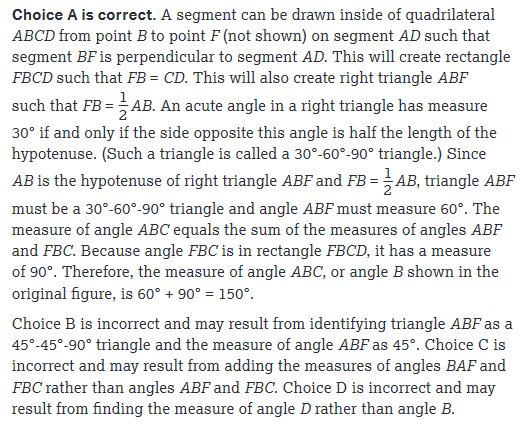 Choice A is correct. A segment can be drawn inside of quadrilateral
ABCD from point B to point F (not shown) on segment AD such that
segment BF is perpendicular to segment AD. This will create rectangle
FBCD such that FB = CD. This will also create right triangle ABF
such that FB = 1/2 AB. An acute angle in a right triangle has measure
30° if and only if the side opposite this angle is half the length of the
hypotenuse. (Such a triangle is called a 30°-60°-90° triangle.) Since
AB is the hypotenuse of right triangle ABF and FB = 1/2 AB, triangle ABF
must be a 30°-60°-90° triangle and angle ABF must measure 60°. The
measure of angle ABC equals the sum of the measures of angles ABF
and FBC. Because angle FBC is in rectangle FBCD, it has a measure
of 90°. Therefore, the measure of angle ABC, or angle B shown in the
original figure, is 60° + 90° = 150°.
Choice B is incorrect and may result from identifying triangle ABF as a
45°-45°-90° triangle and the measure of angle ABF as 45°. Choice C is
incorrect and may result from adding the measures of angles BAF and
FBC rather than angles ABF and FBC. Choice D is incorrect and may
result from finding the measure of angle D rather than angle B.